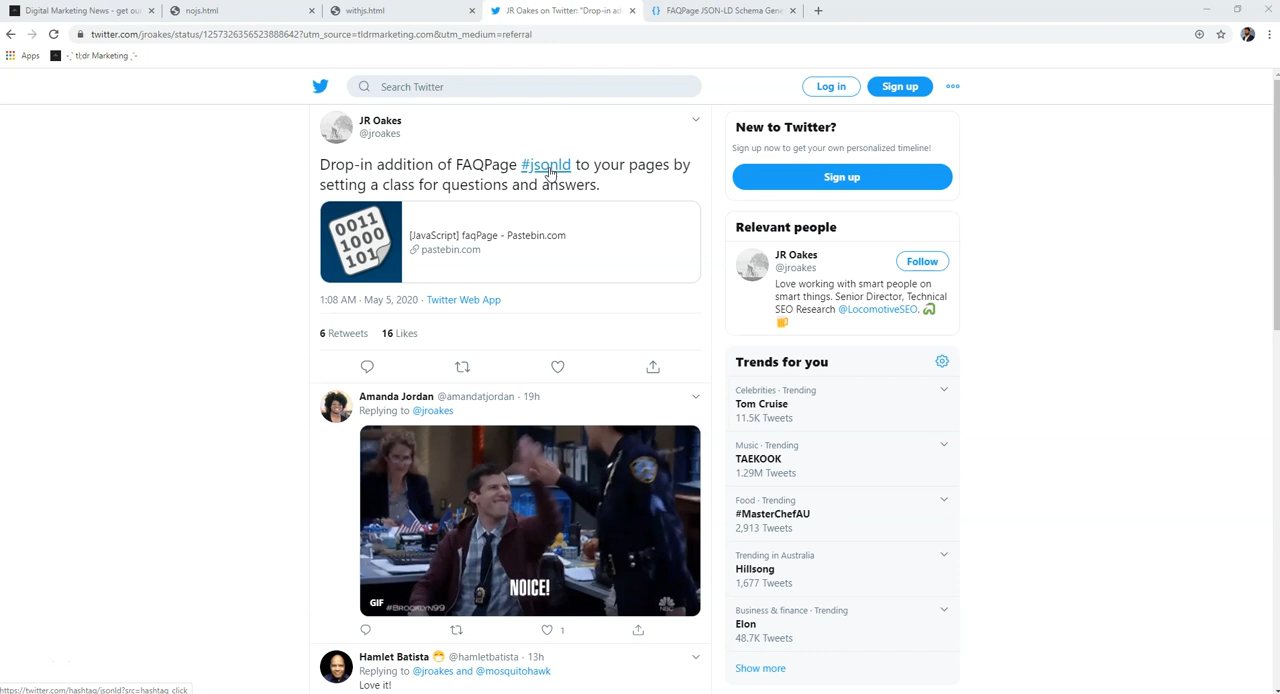 Digital Marketing News - get ou
nojs.html
withjs.html
JR Oakes on Twitter: "Drop-in ad
FAQPage JSON-LD Schema Gen
twitter.com/jroakes/status/1257326356523888642?utm_source=tldrmarketing.com&utm_medium=referral
Apps
tl;dr Marketing
Search Twitter
Log in
Sign up
JR Oakes
@jroakes
Drop-in addition of FAQPage #jsonld to your pages by
setting a class for questions and answers.
0011
1000
101
[JavaScript] faqPage - Pastebin.com
pastebin.com
1:08 AM · May 5, 2020 · Twitter Web App
6 Retweets 16 Likes
Amanda Jordan @amandatjordan · 19h
Replying to @jroakes
NOICE!
GIF #BROOKLYN99
NBC
1
Hamlet Batista @hamletbatista · 13h
Replying to @jroakes and @mosquitohawk
Love it!
New to Twitter?
Sign up now to get your own personalized timeline!
Sign up
Relevant people
JR Oakes
@jroakes
Follow
Love working with smart people on
smart things. Senior Director, Technical
SEO Research @LocomotiveSEO.
Trends for you
Celebrities · Trending
Tom Cruise
11.5K Tweets
Music · Trending
TAEKOOK
1.29M Tweets
Food · Trending
#MasterChefAU
2,913 Tweets
Trending in Australia
Hillsong
1,677 Tweets
Business & finance · Trending
Elon
48.7K Tweets
Show more
https://twitter.com/hashtag/jsonld?src=hashtag_click